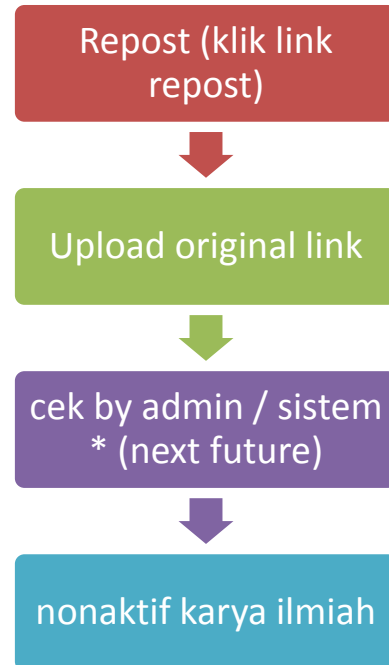 Repost (klik link
repost)
Upload original link
cek by admin / sistem
* (next future)
nonaktif karya ilmiah